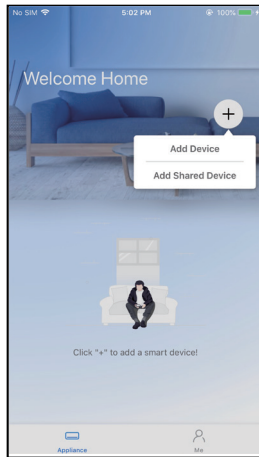 No SIM 5:02 PM 100%
Welcome Home
+
Add Device
Add Shared Device
Click "+" to add a smart device!
Appliance Me